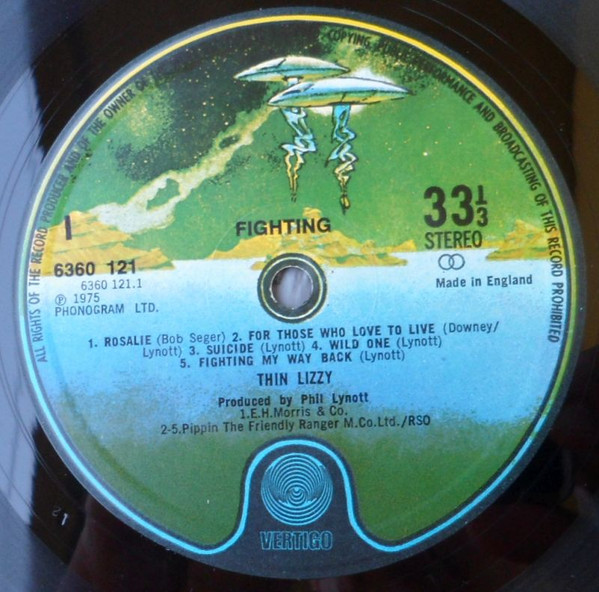 ALL RIGHTS OF THE RECORD PRODUCER AND OF THE OWNER OF
COPYING, PERFORMANCE AND BROADCASTING OF THIS RECORD PROHIBITED
1
FIGHTING
33⅓
STEREO
6360 121
6360 121.1
Ⓟ 1975
PHONOGRAM LTD.
Made in England
1. ROSALIE (Bob Seger) 2. FOR THOSE WHO LOVE TO LIVE (Downey/
Lynott) 3. SUICIDE (Lynott) 4. WILD ONE (Lynott)
5. FIGHTING MY WAY BACK (Lynott)
THIN LIZZY
Produced by Phil Lynott
1.E.H.Morris & Co.
2-5.Pippin The Friendly Ranger M.Co.Ltd./RSO
VERTIGO
21